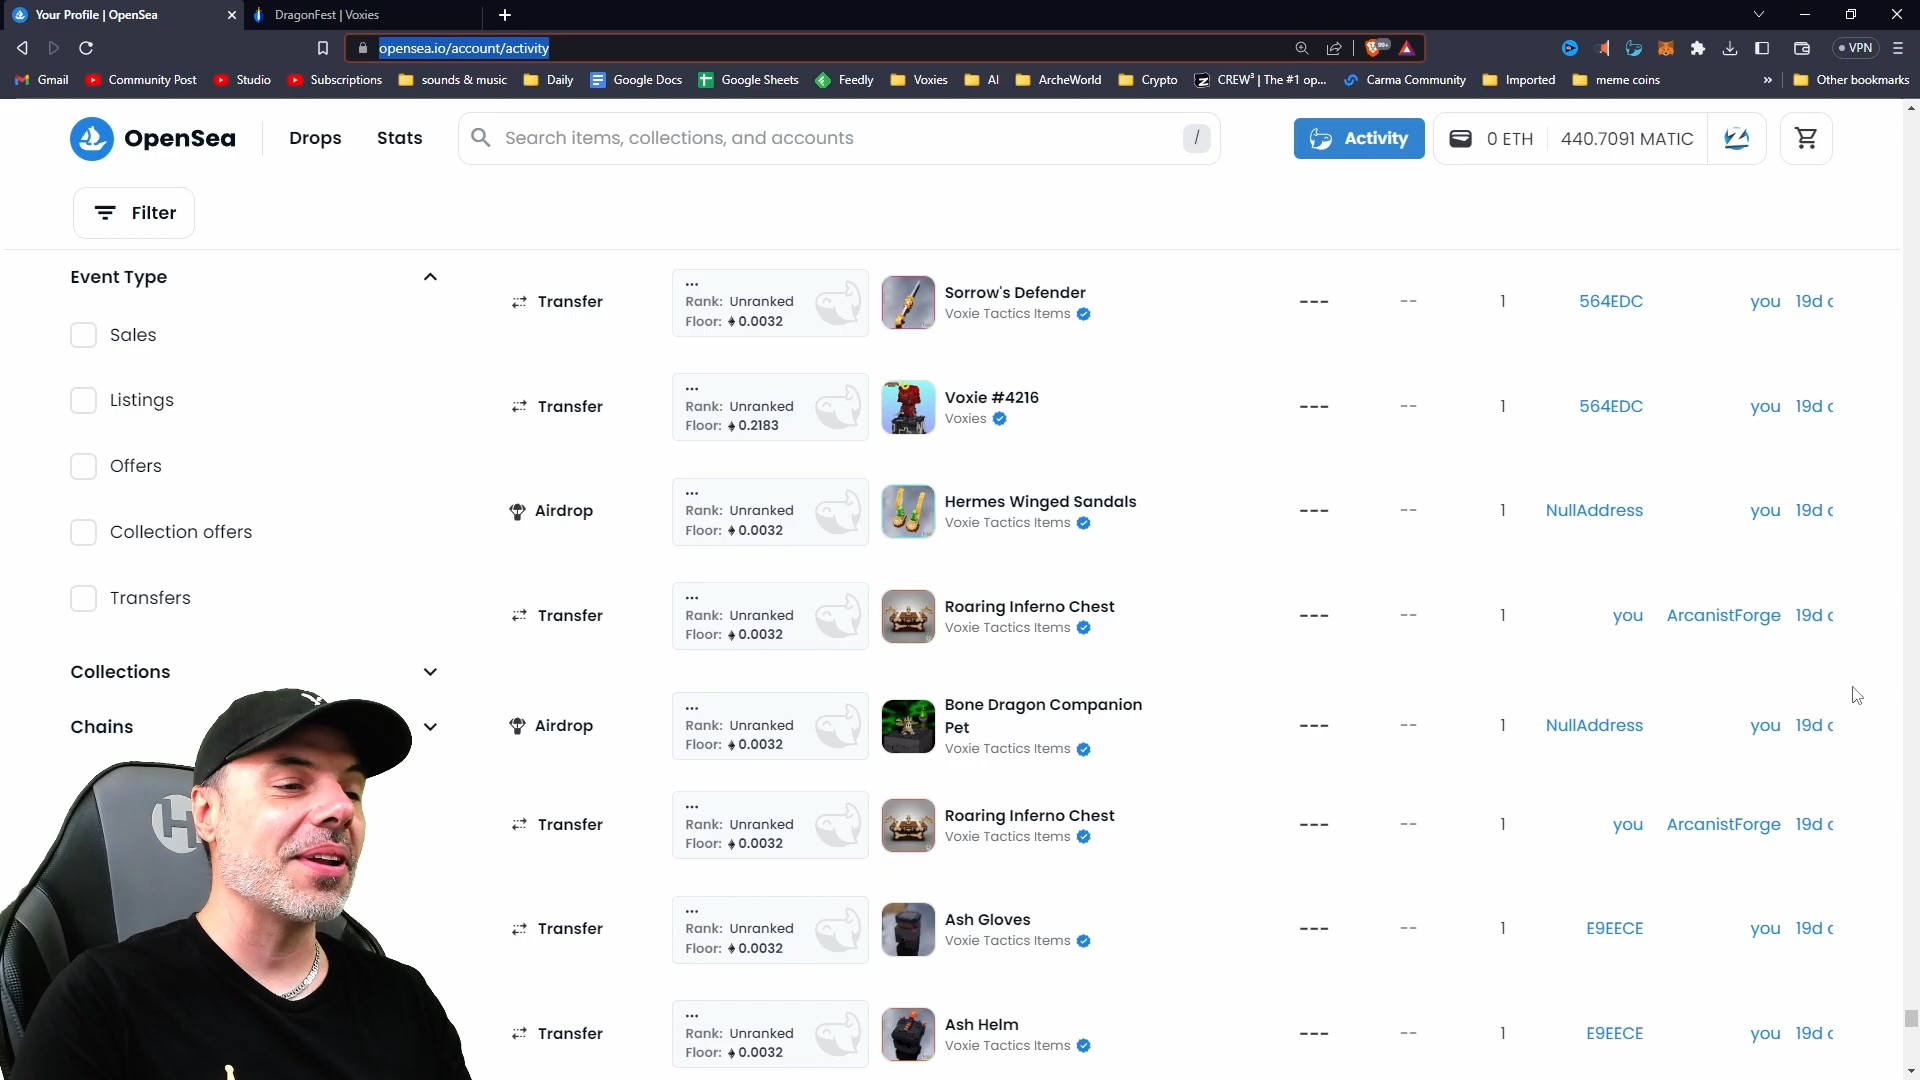 Your Profile | OpenSea
DragonFest | Voxies
opensea.io/account/activity
99+
VPN
Gmail
Community Post
Studio
Subscriptions
sounds & music
Daily
Google Docs
Google Sheets
Feedly
Voxies
AI
ArcheWorld
Crypto
CREW³ | The #1 op...
Carma Community
Imported
meme coins
»
Other bookmarks
OpenSea
Drops
Stats
Search items, collections, and accounts
/
Activity
0 ETH
440.7091 MATIC
Filter
Event Type
Sales
Listings
Offers
Collection offers
Transfers
Collections
Chains
Transfer
...
Rank: Unranked
Floor: 0.0032
Sorrow's Defender
Voxie Tactics Items
---
--
1
564EDC
you
19d
Transfer
...
Rank: Unranked
Floor: 0.2183
Voxie #4216
Voxies
---
--
1
564EDC
you
19d
Airdrop
...
Rank: Unranked
Floor: 0.0032
Hermes Winged Sandals
Voxie Tactics Items
---
--
1
NullAddress
you
19d
Transfer
...
Rank: Unranked
Floor: 0.0032
Roaring Inferno Chest
Voxie Tactics Items
---
--
1
you
ArcanistForge
19d
Airdrop
...
Rank: Unranked
Floor: 0.0032
Bone Dragon Companion
Pet
Voxie Tactics Items
---
--
1
NullAddress
you
19d
Transfer
...
Rank: Unranked
Floor: 0.0032
Roaring Inferno Chest
Voxie Tactics Items
---
--
1
you
ArcanistForge
19d
Transfer
...
Rank: Unranked
Floor: 0.0032
Ash Gloves
Voxie Tactics Items
---
--
1
E9EECE
you
19d
Transfer
...
Rank: Unranked
Floor: 0.0032
Ash Helm
Voxie Tactics Items
---
--
1
E9EECE
you
19d